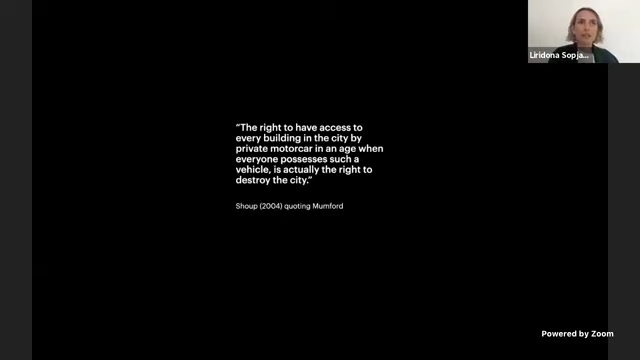 Liridona Sopja...
“The right to have access to
every building in the city by
private motorcar in an age when
everyone possesses such a
vehicle, is actually the right to
destroy the city.”
Shoup (2004) quoting Mumford
Powered by Zoom